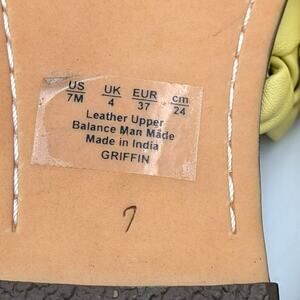 US UK EUR cm
7M 4 37 24
Leather Upper
Balance Man Made
Made in India
GRIFFIN
7